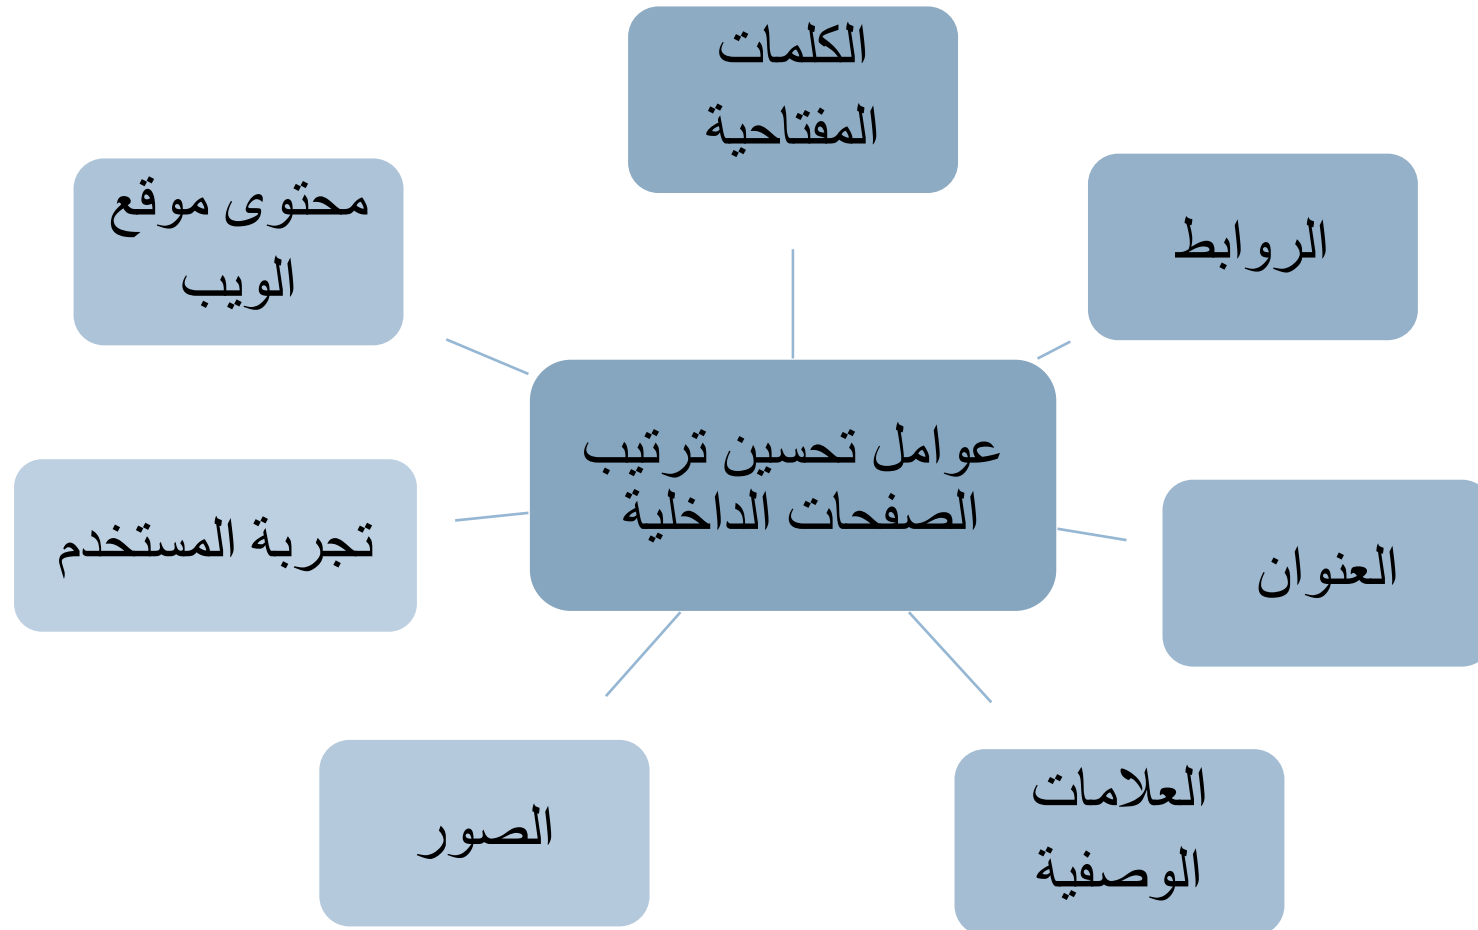 الكلمات
المفتاحية
الروابط
محتوى موقع
الويب
عوامل تحسين ترتيب
الصفحات الداخلية
تجربة المستخدم
العنوان
العلامات
الوصفية
الصور